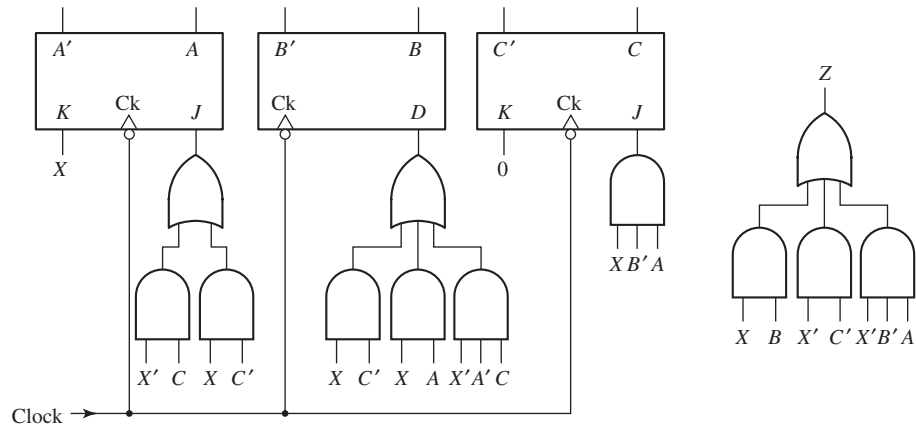 A' A B' B C' C
Z
K Ck J Ck D K Ck J
X 0
X B' A
X B X' C' X' B' A
X' C X C' X C' X A X' A' C
Clock